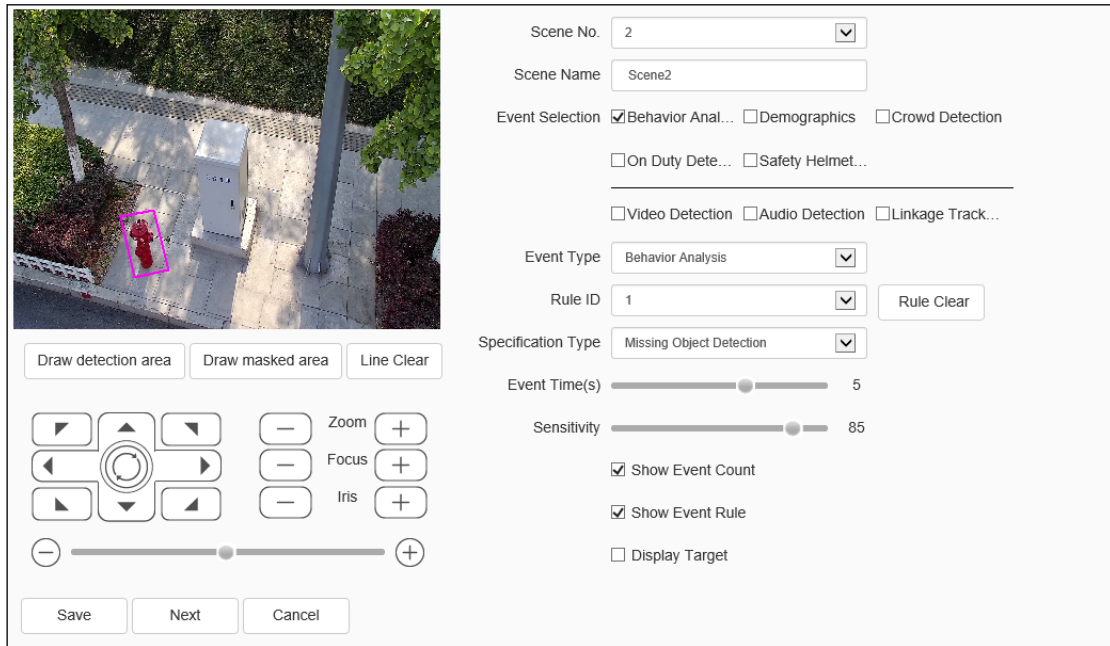 Scene No. 2
Scene Name Scene2
Event Selection Behavior Anal... Demographics Crowd Detection
On Duty Dete... Safety Helmet...
Video Detection Audio Detection Linkage Track...
Event Type Behavior Analysis
Rule ID 1 Rule Clear
Specification Type Missing Object Detection
Event Time(s) 5
Sensitivity 85
Show Event Count
Show Event Rule
Display Target
Draw detection area Draw masked area Line Clear
Zoom
Focus
Iris
Save Next Cancel